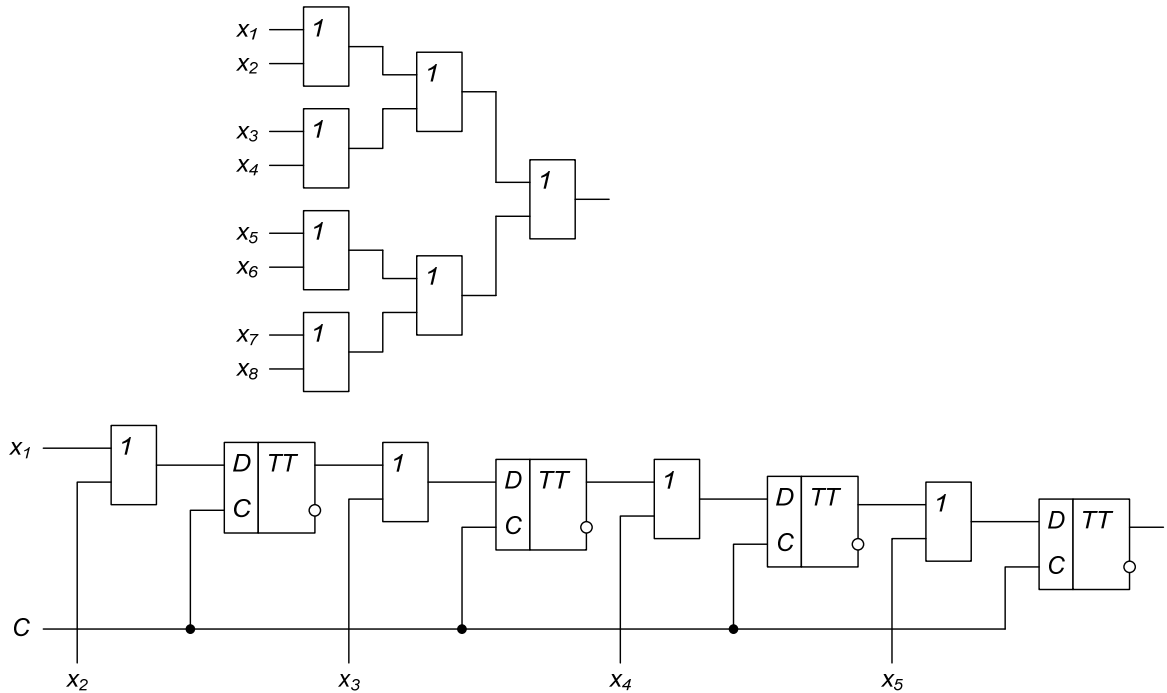 x₁ 1
x₂
1
x₃ 1
x₄
1
x₅ 1
x₆
1
x₇ 1
x₈
x₁ 1 D TT 1 D TT 1 D TT 1 D TT
C C C C
C
x₂ x₃ x₄ x₅